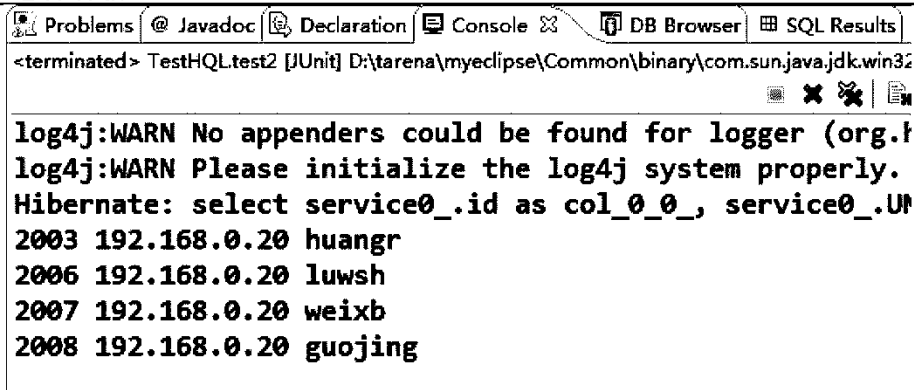 Problems @ Javadoc Declaration Console DB Browser SQL Results
<terminated> TestHQL.test2 [JUnit] D:\tarena\myeclipse\Common\binary\com.sun.java.jdk.win32
log4j:WARN No appenders could be found for logger (org.h
log4j:WARN Please initialize the log4j system properly.
Hibernate: select service0_.id as col_0_0_, service0_.UN
2003 192.168.0.20 huangr
2006 192.168.0.20 luwsh
2007 192.168.0.20 weixb
2008 192.168.0.20 guojing